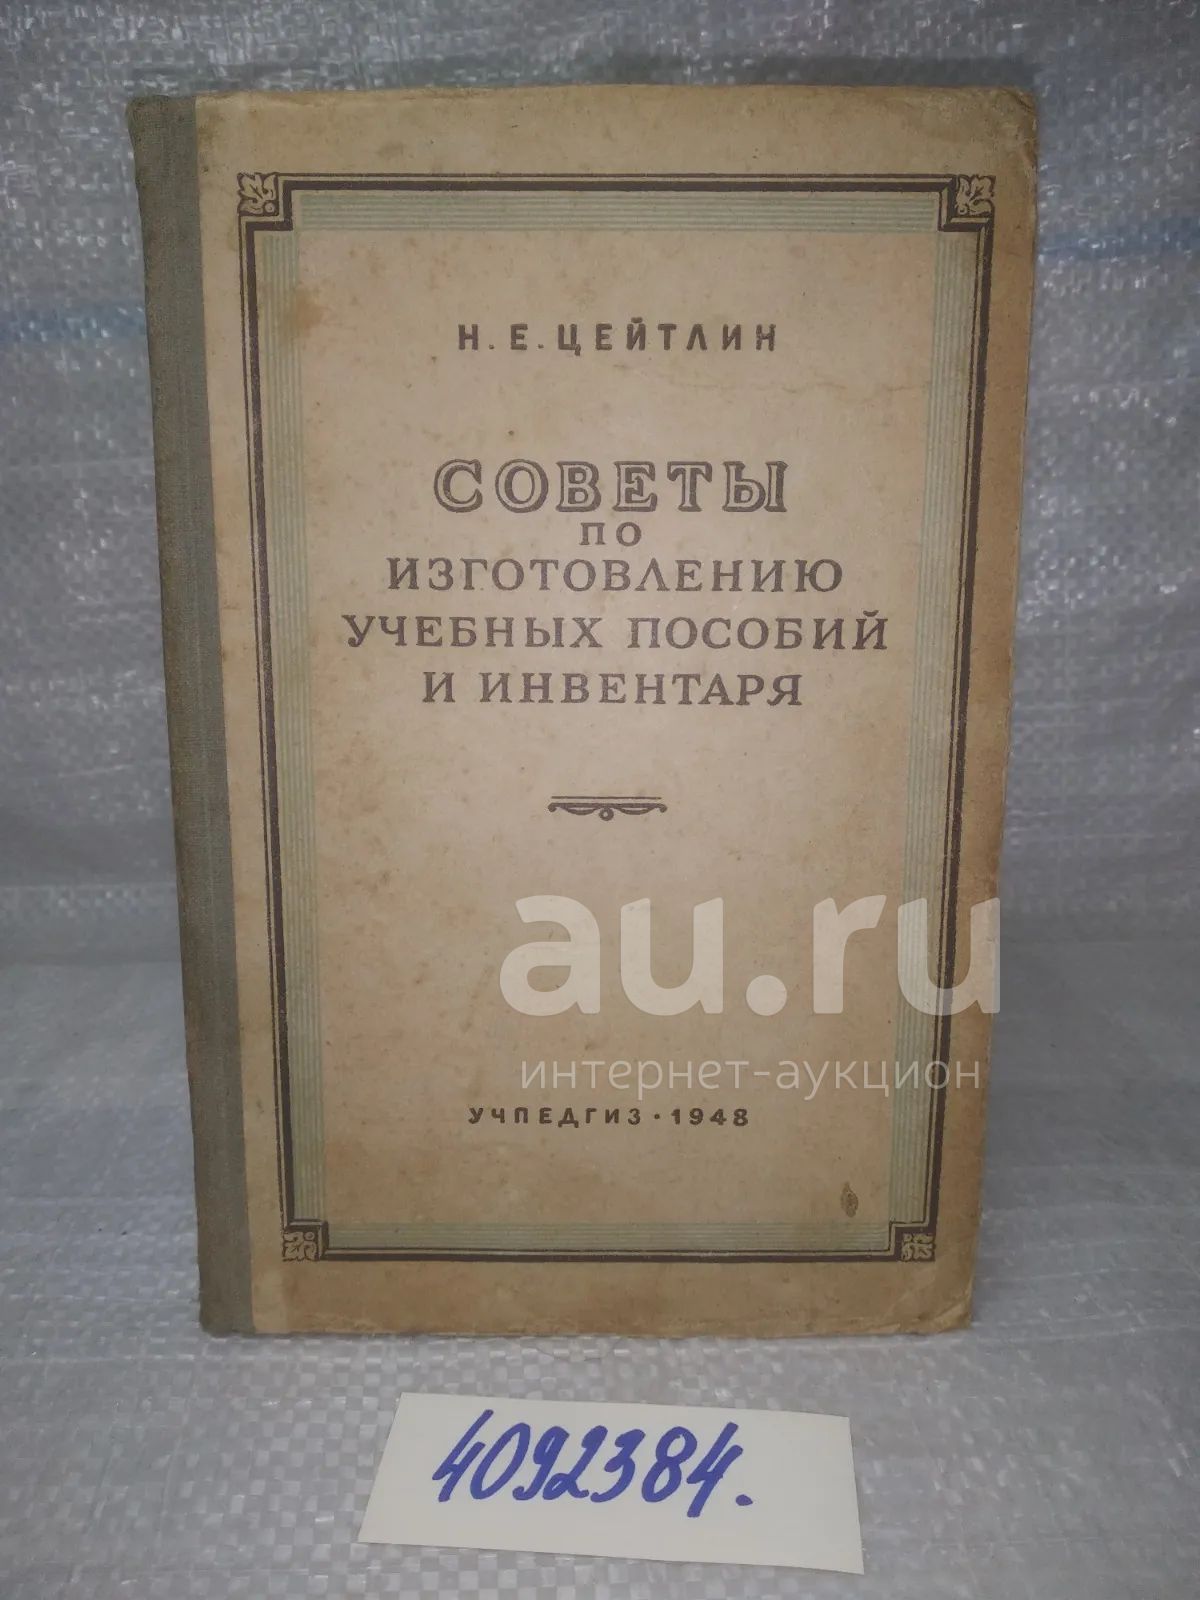 Н. Е. ЦЕЙТЛИН
СОВЕТЫ
ПО
ИЗГОТОВЛЕНИЮ
УЧЕБНЫХ ПОСОБИЙ
И ИНВЕНТАРЯ
au.ru
интернет-аукцион
УЧПЕДГИЗ · 1948
4092384.